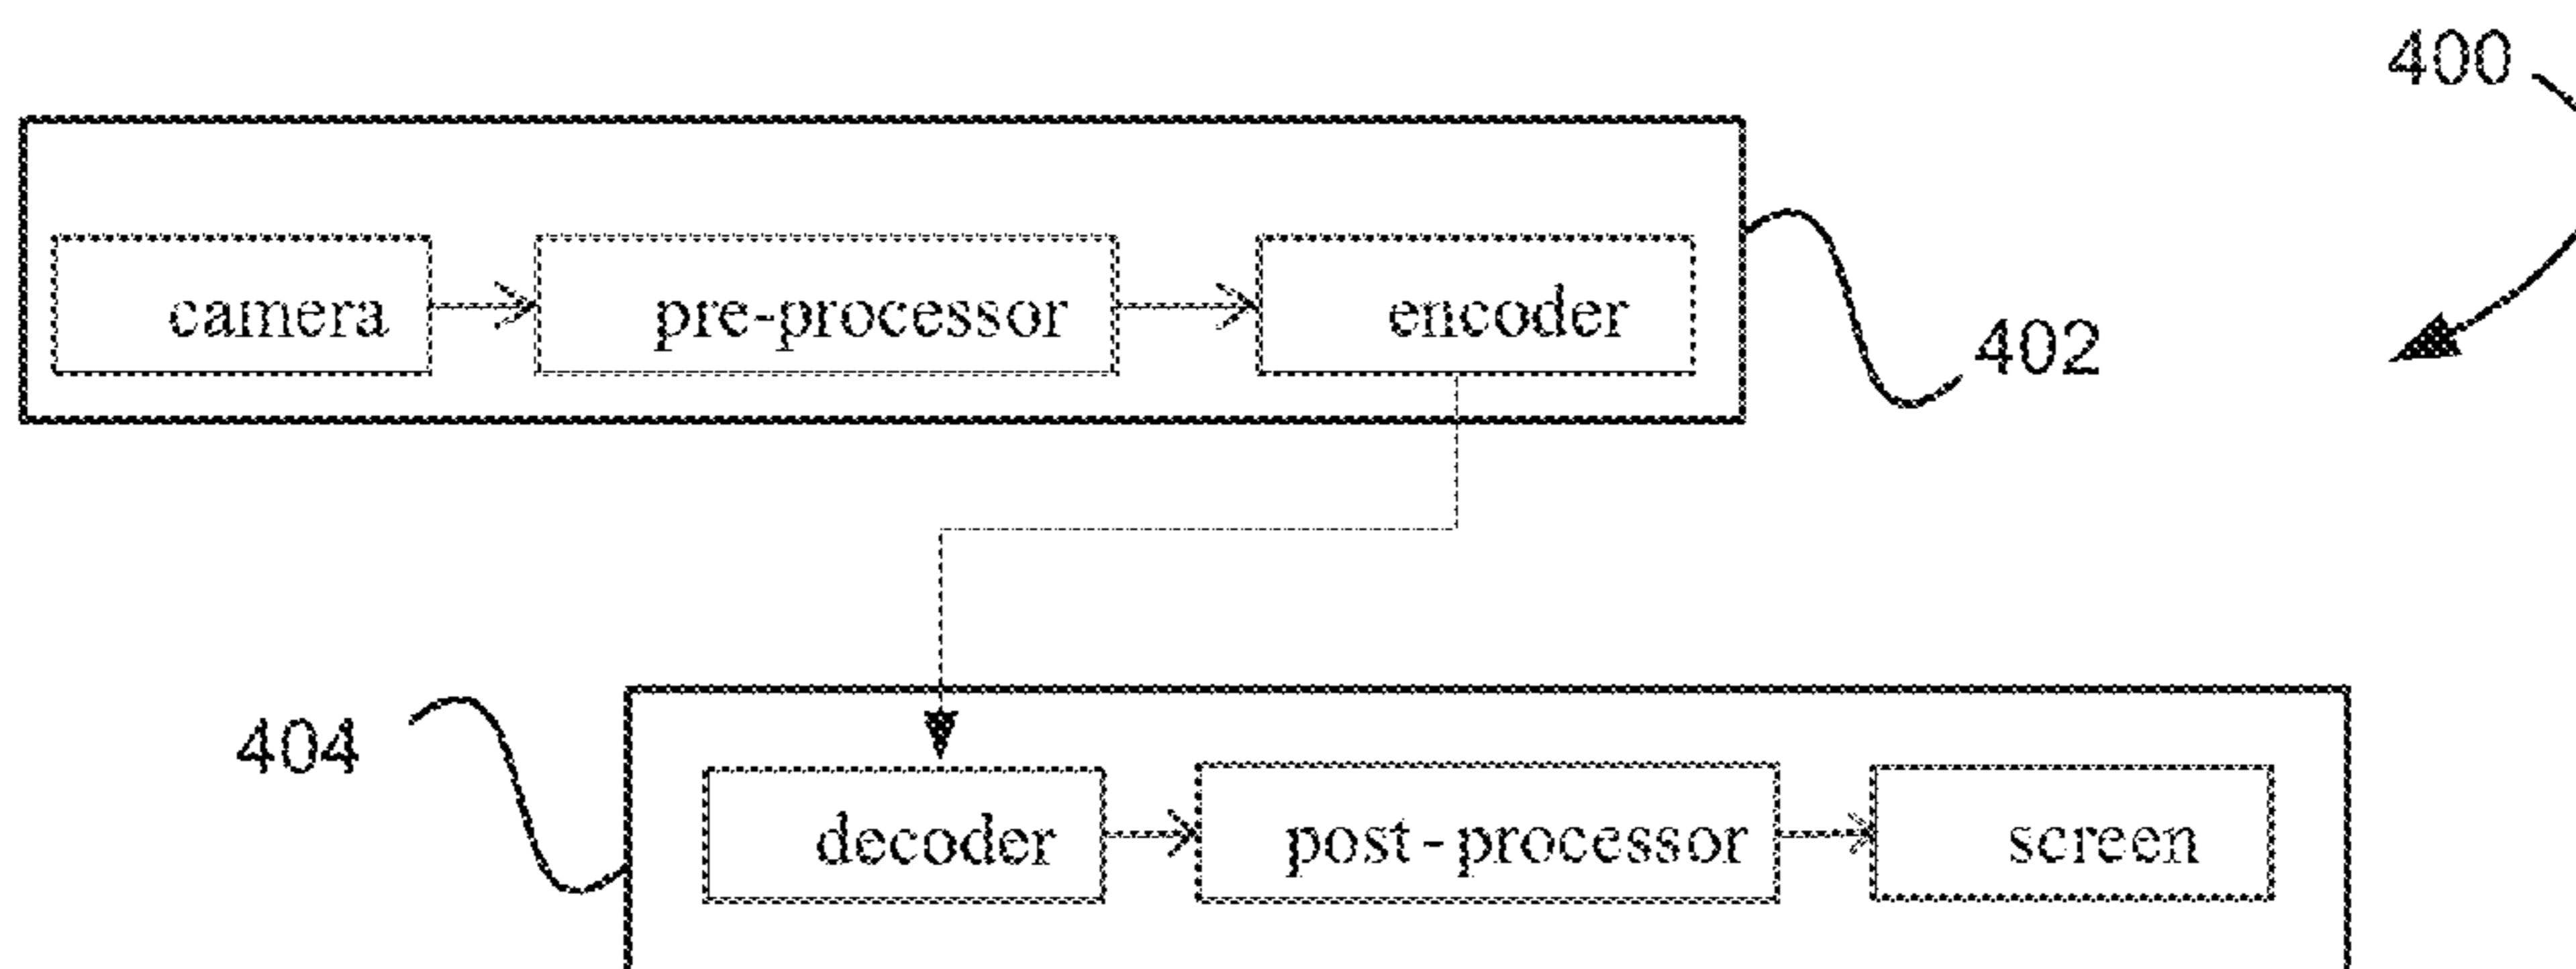 400
camera pre-processor encoder
402
404
decoder post-processor screen